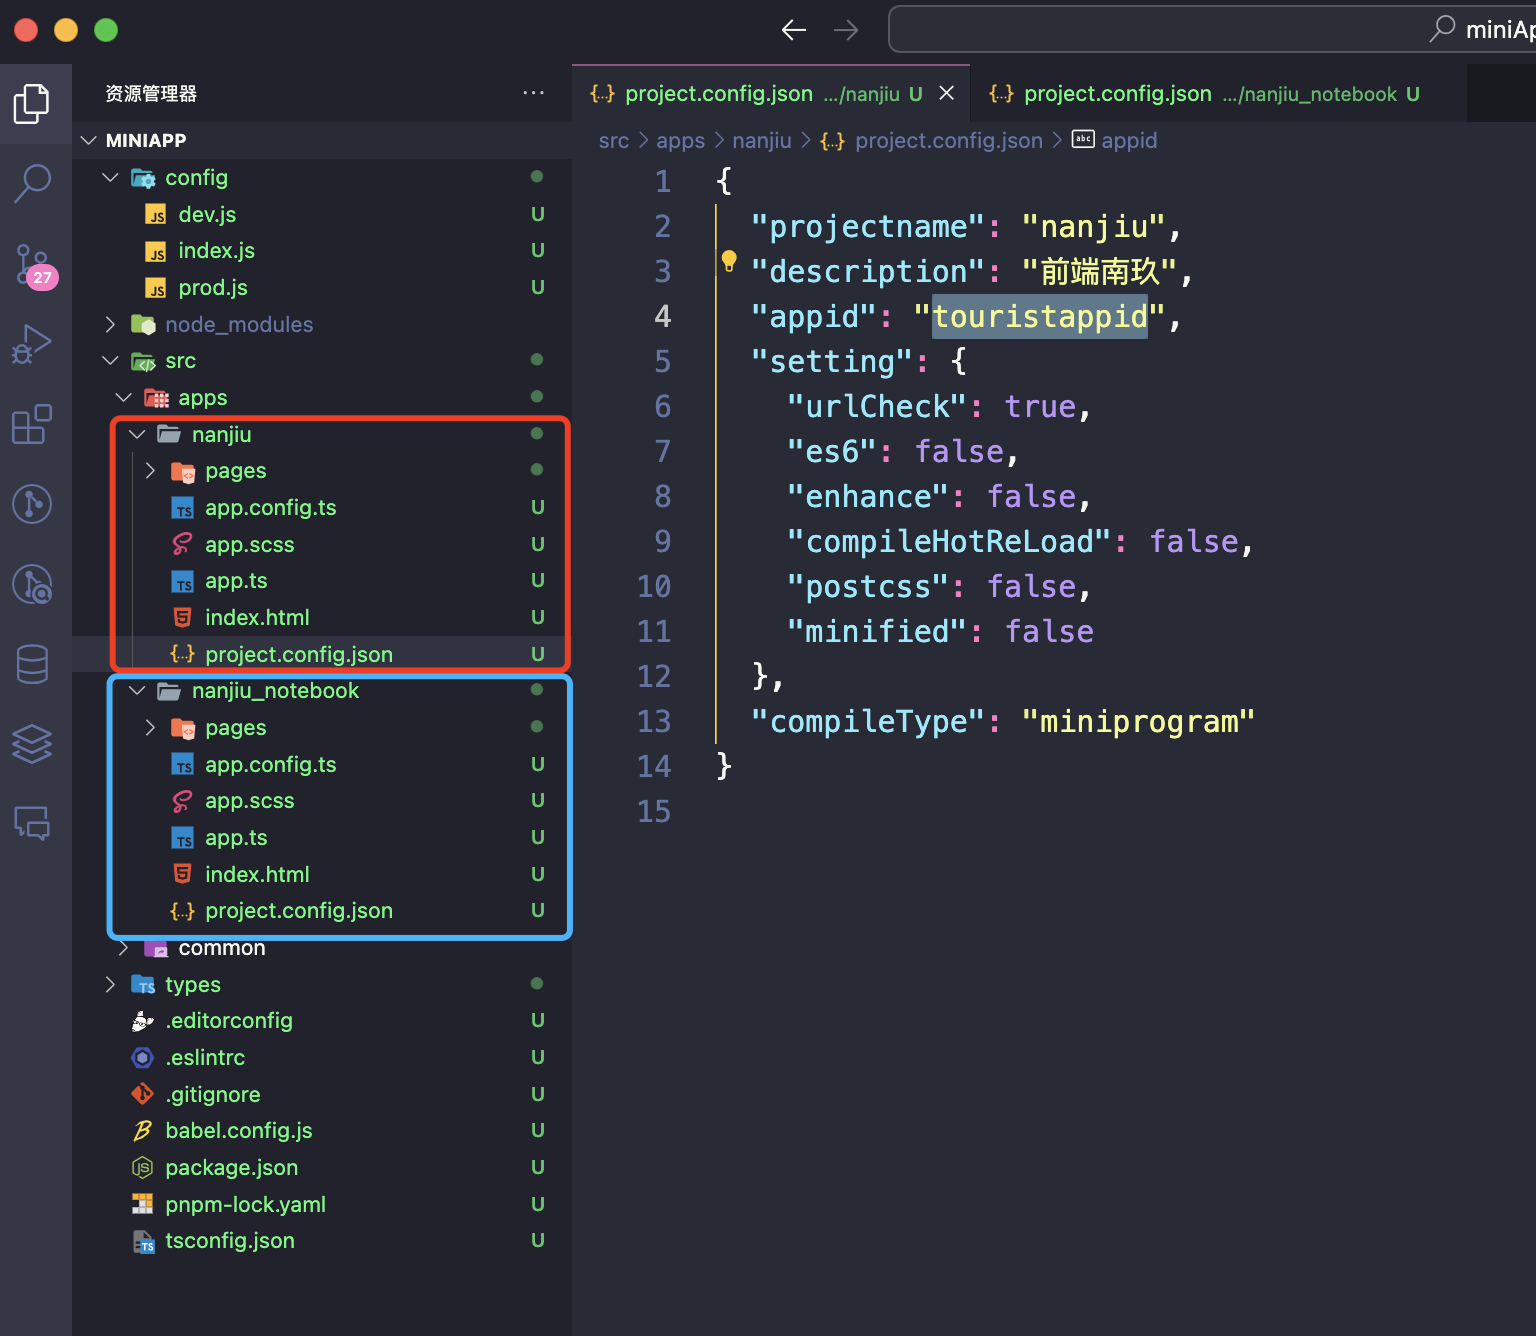 miniAp
资源管理器
MINIAPP
config
dev.js U
index.js U
prod.js U
node_modules
src
apps
nanjiu
pages
app.config.ts U
app.scss U
app.ts U
index.html U
project.config.json U
nanjiu_notebook
pages
app.config.ts U
app.scss U
app.ts U
index.html U
project.config.json U
common
types
.editorconfig U
.eslintrc U
.gitignore U
babel.config.js U
package.json U
pnpm-lock.yaml U
tsconfig.json U
27
project.config.json .../nanjiu U
project.config.json .../nanjiu_notebook U
src > apps > nanjiu > {..} project.config.json > abc appid
1 {
2 "projectname": "nanjiu",
3 "description": "前端南玖",
4 "appid": "touristappid",
5 "setting": {
6 "urlCheck": true,
7 "es6": false,
8 "enhance": false,
9 "compileHotReLoad": false,
10 "postcss": false,
11 "minified": false
12 },
13 "compileType": "miniprogram"
14 }
15